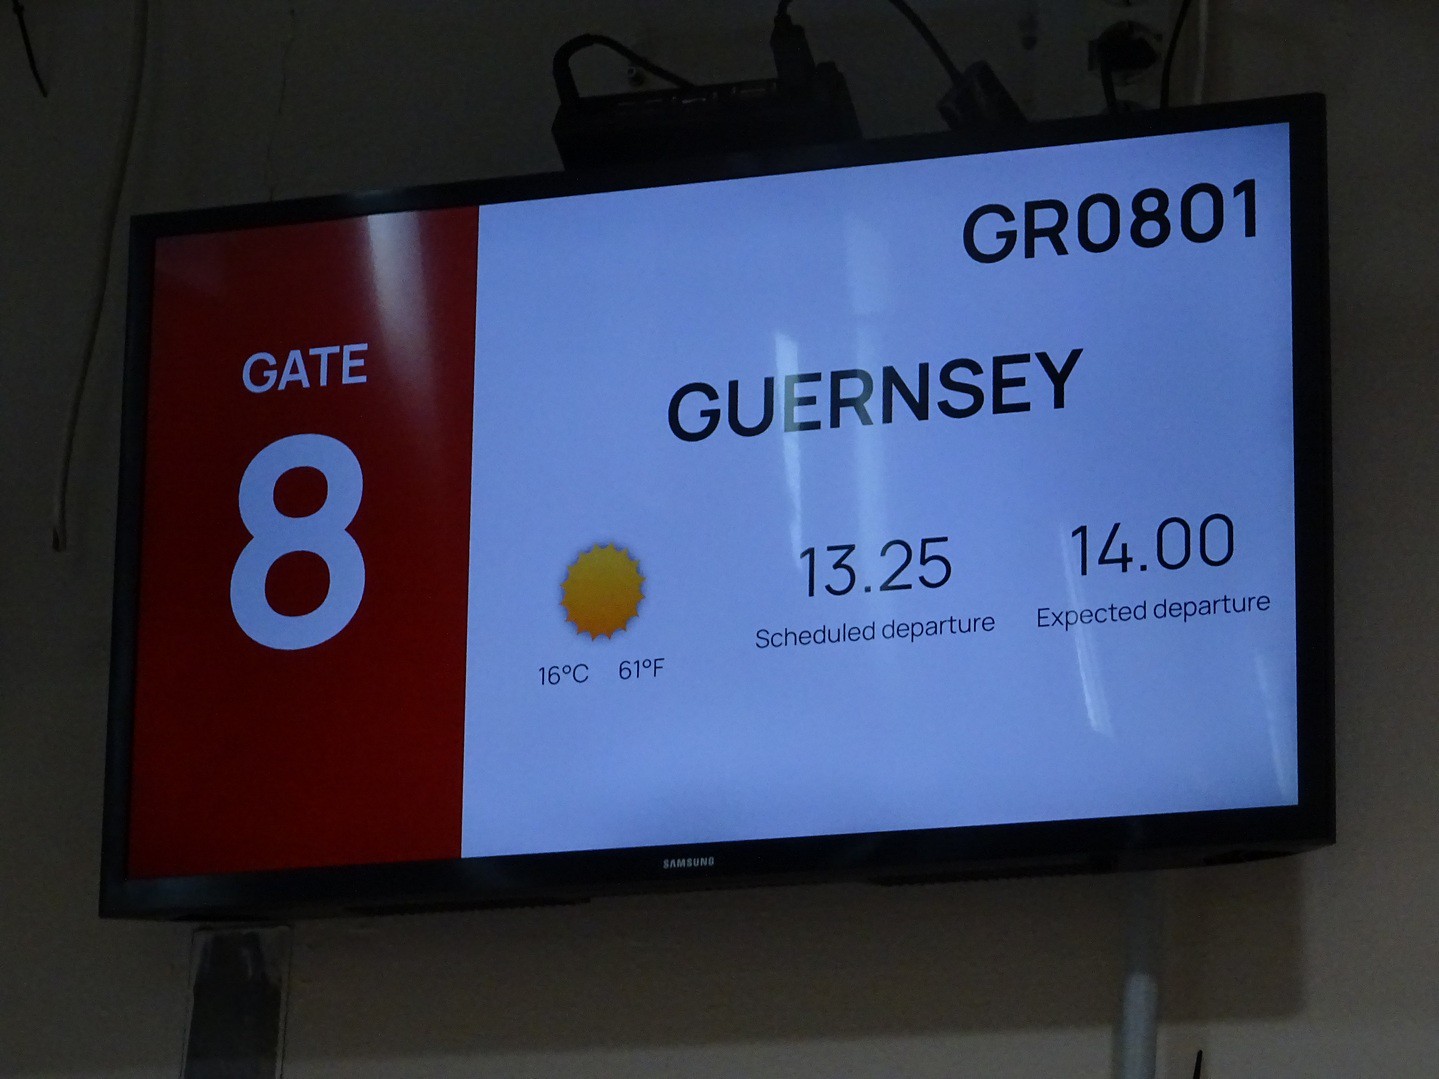 GATE
8
GR0801
GUERNSEY
16°C 61°F
13.25
Scheduled departure
14.00
Expected departure
SAMSUNG